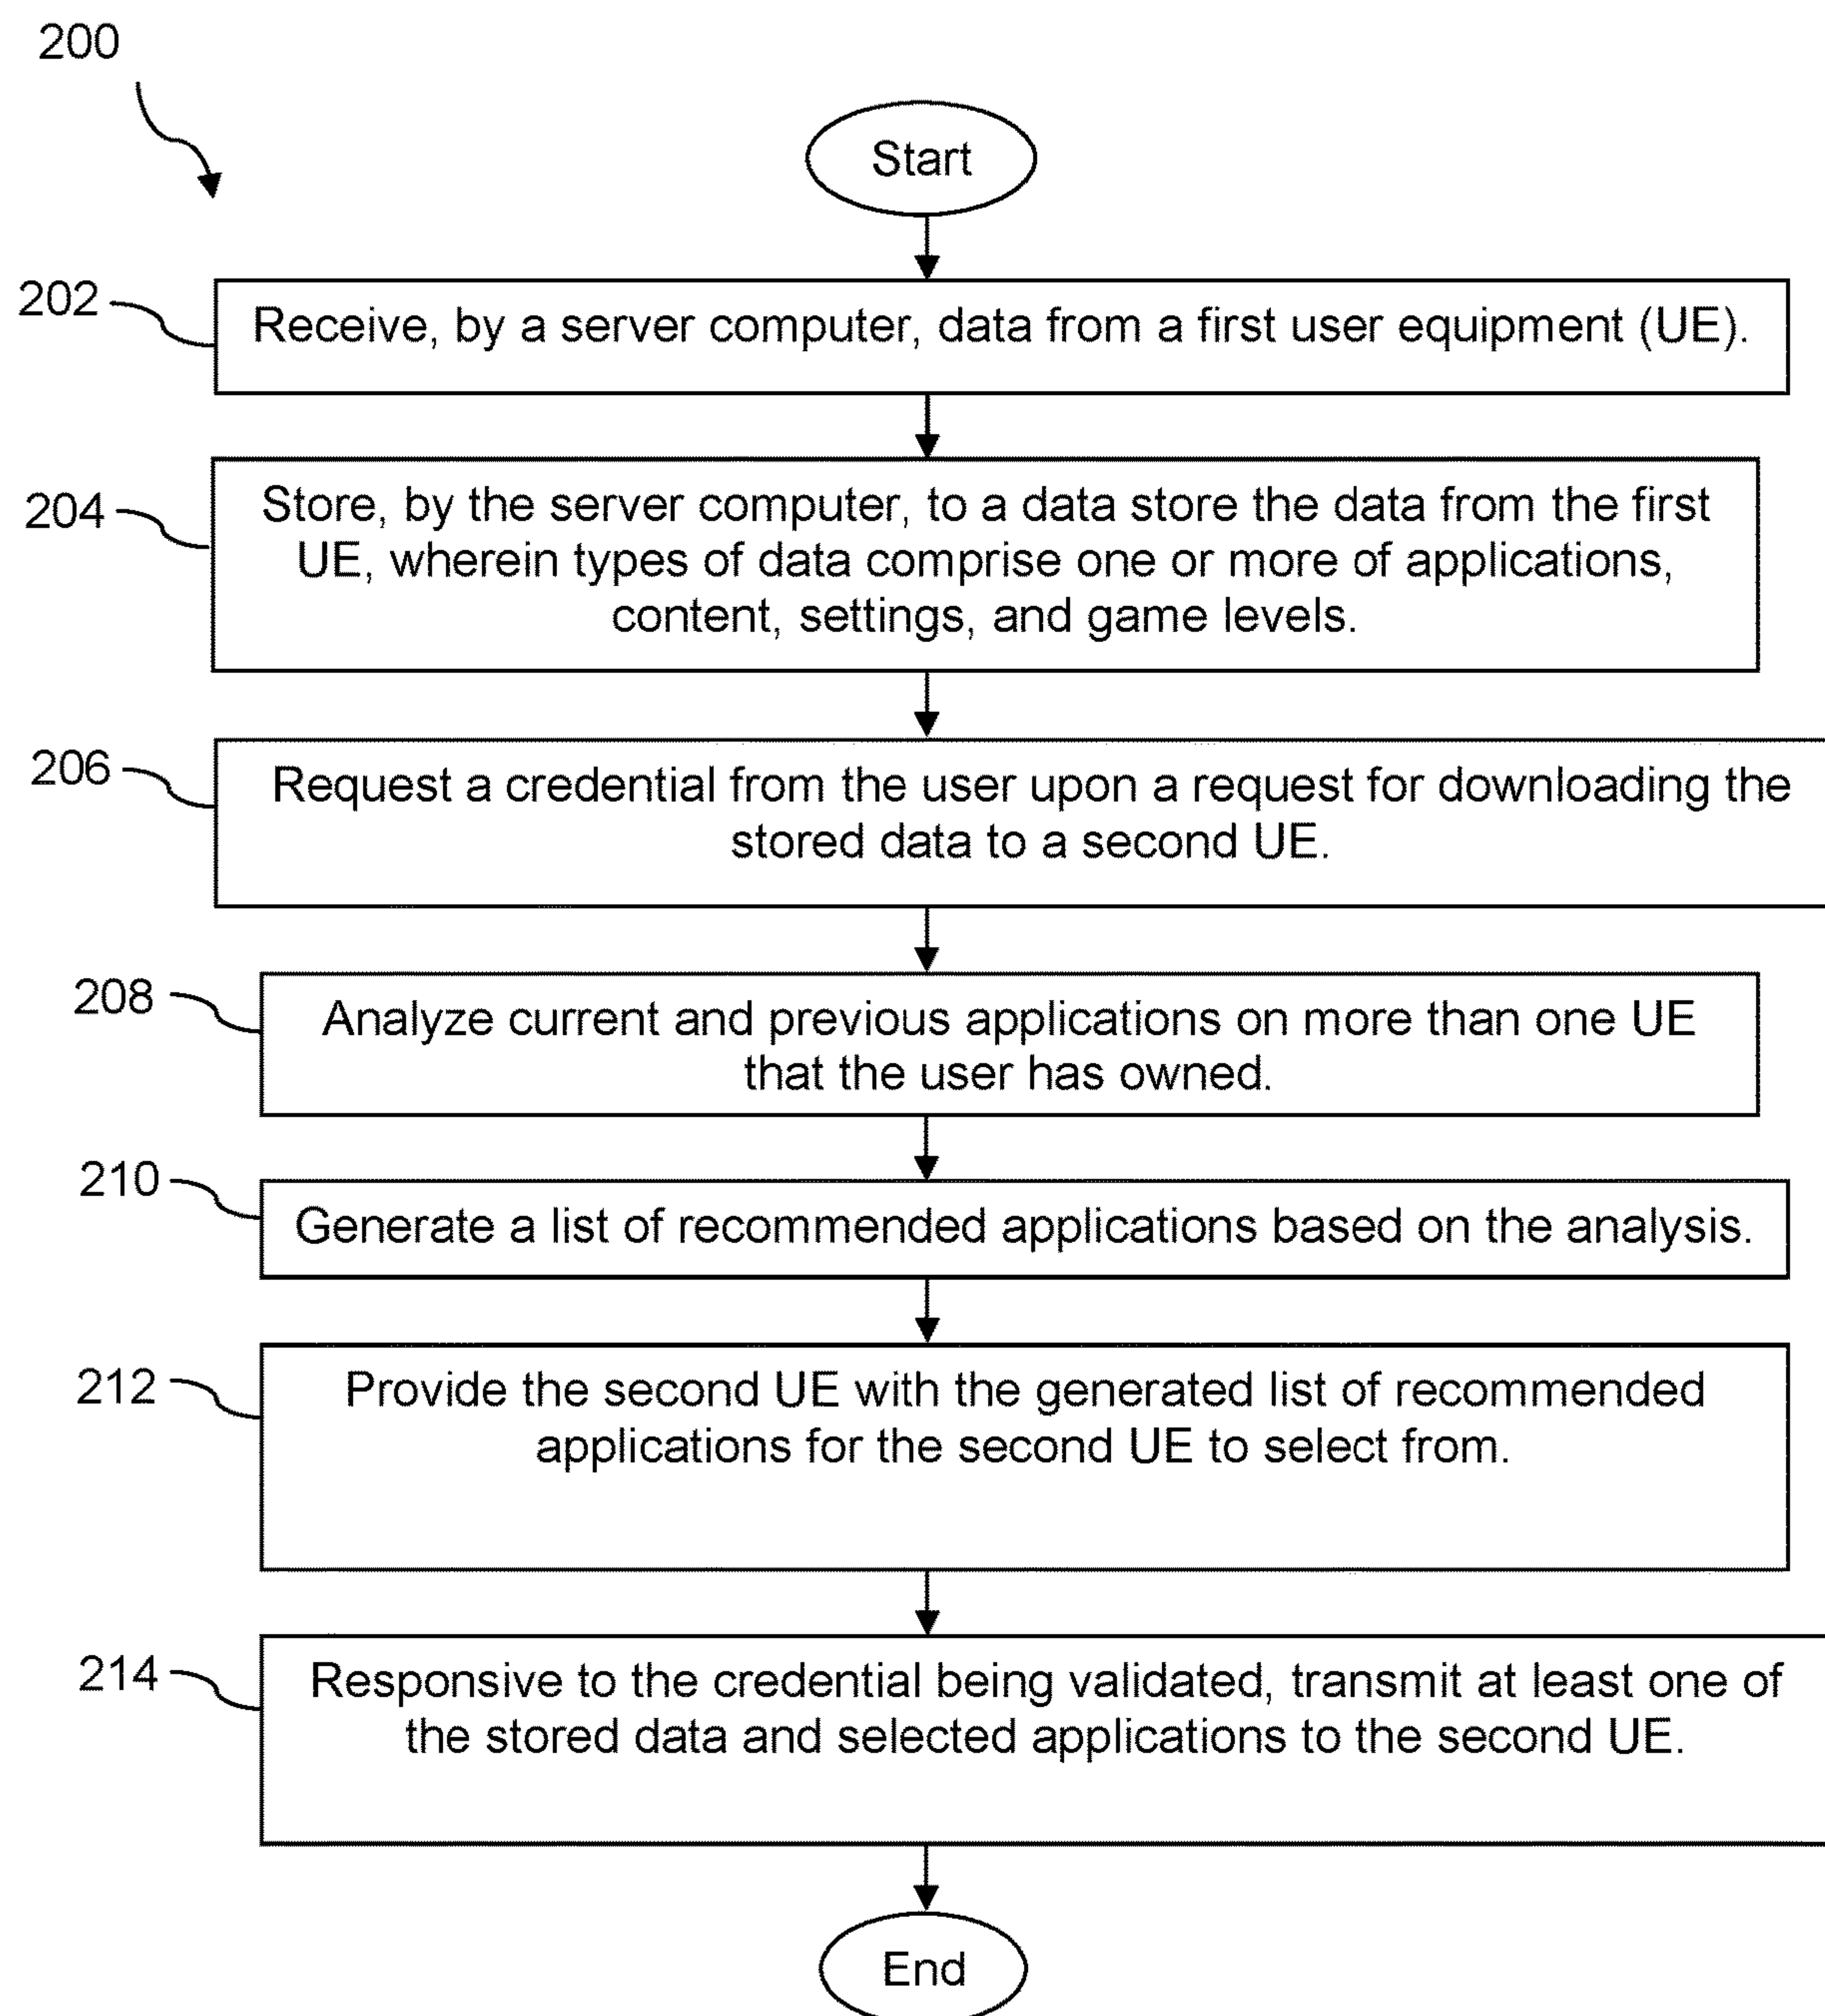 200
Start
202
Receive, by a server computer, data from a first user equipment (UE).
204
Store, by the server computer, to a data store the data from the first
UE, wherein types of data comprise one or more of applications,
content, settings, and game levels.
206
Request a credential from the user upon a request for downloading the
stored data to a second UE.
208
Analyze current and previous applications on more than one UE
that the user has owned.
210
Generate a list of recommended applications based on the analysis.
212
Provide the second UE with the generated list of recommended
applications for the second UE to select from.
214
Responsive to the credential being validated, transmit at least one of
the stored data and selected applications to the second UE.
End